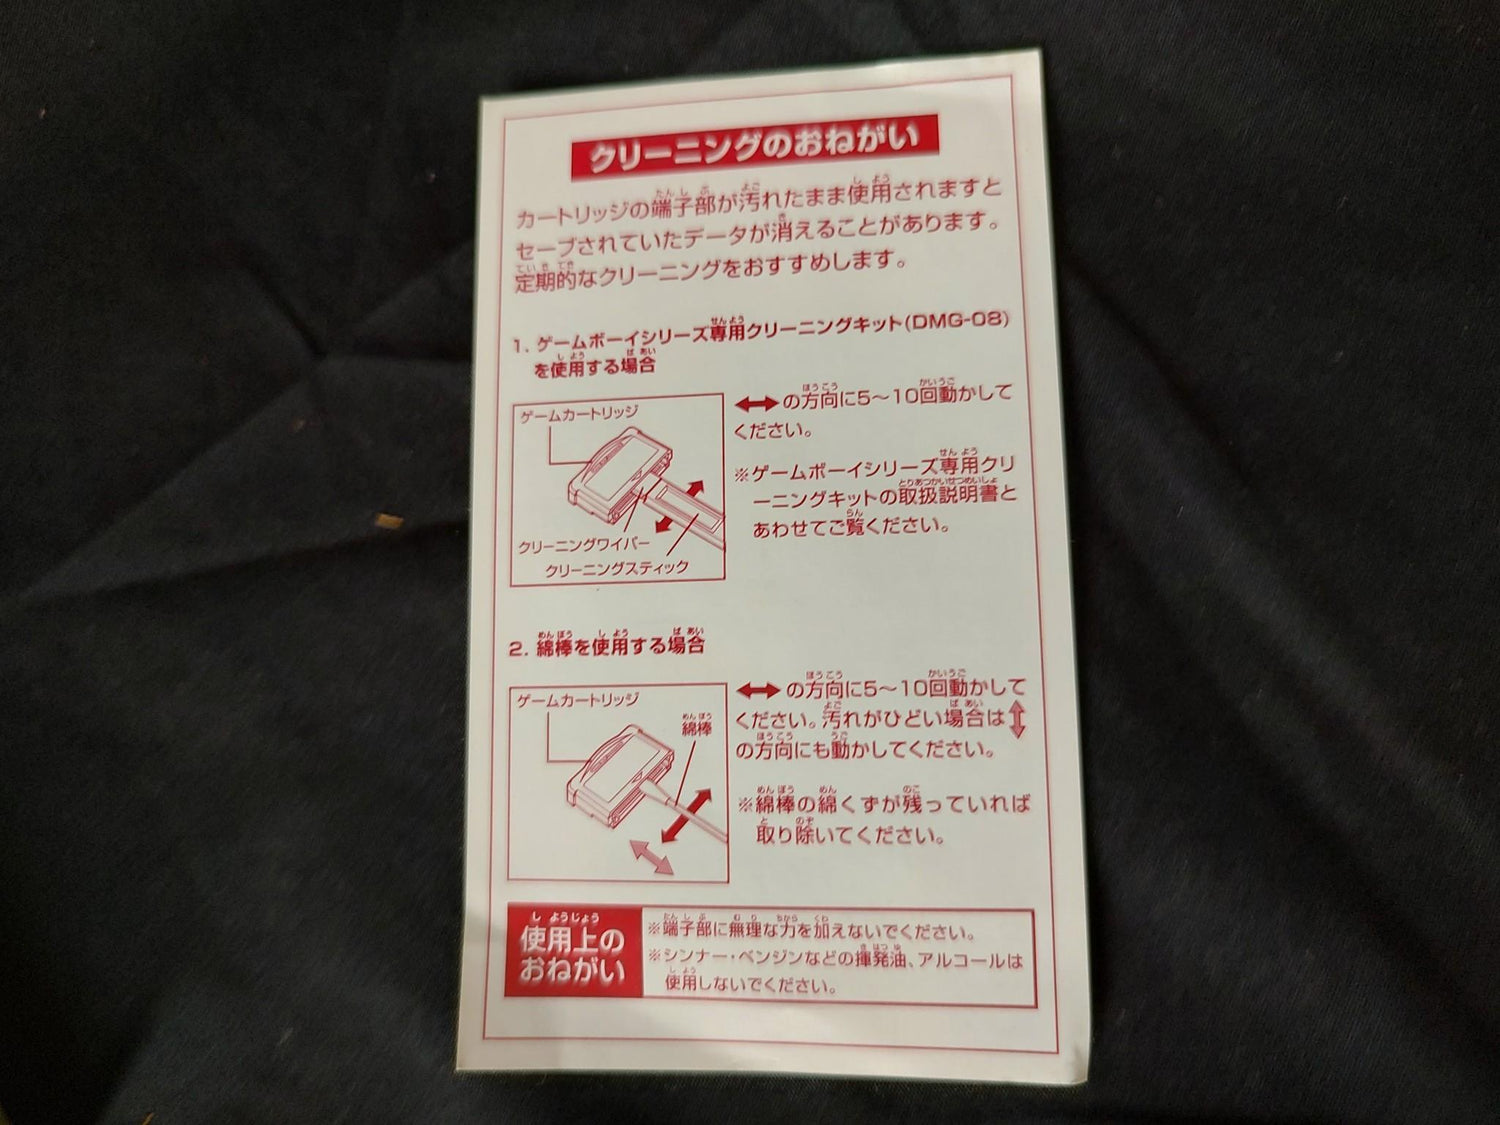 クリーニングのおねがい
カートリッジの端子部が汚れたまま使用されますと
セーブされていたデータが消えることがあります。
定期的なクリーニングをおすすめします。
1. ゲームボーイシリーズ専用クリーニングキット(DMG-08)
を使用する場合
ゲームカートリッジ
クリーニングワイパー
クリーニングスティック
↔の方向に5〜10回動かして
ください。
※ゲームボーイシリーズ専用クリ
ーニングキットの取扱説明書と
あわせてご覧ください。
2. 綿棒を使用する場合
ゲームカートリッジ
綿棒
↔の方向に5〜10回動かして
ください。汚れがひどい場合は↕
の方向にも動かしてください。
※綿棒の綿くずが残っていれば
取り除いてください。
使用上の
おねがい
※端子部に無理な力を加えないでください。
※シンナー・ベンジンなどの揮発油、アルコールは
使用しないでください。